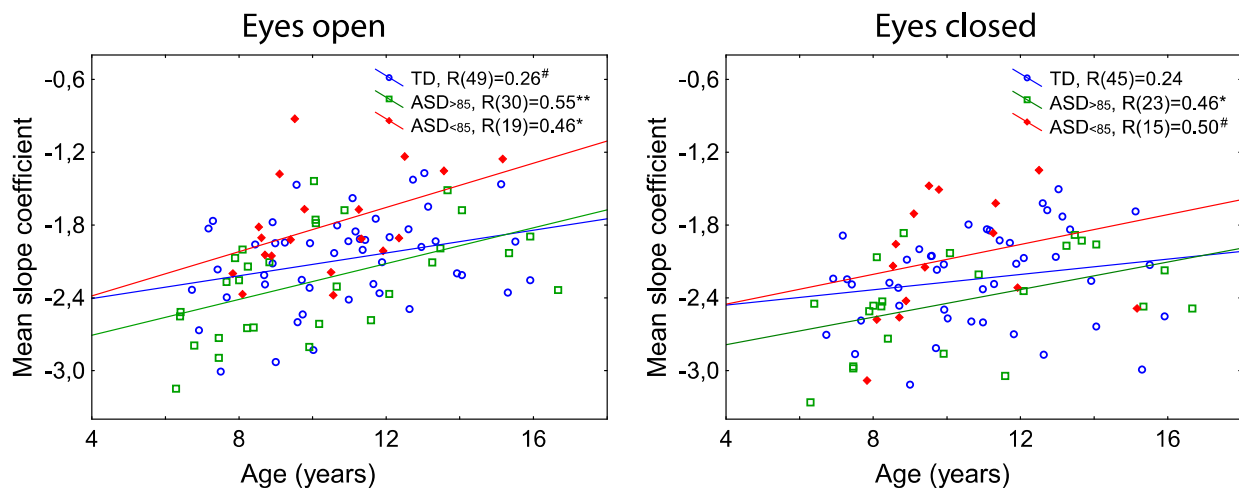 Eyes open
Mean slope coefficient
-0.6
-1.2
-1.8
-2.4
-3,0
TD, R(49)=0.26#
ASD>85, R(30)=0.55**
ASD<85, R(19)=0.46*
4
8
12
16
Age (years)
Eyes closed
Mean slope coefficient
-0.6
-1.2
-1.8
-2.4
-3,0
TD, R(45)=0.24
ASD>85, R(23)=0.46*
ASD<85, R(15)=0.50#
4
8
12
16
Age (years)